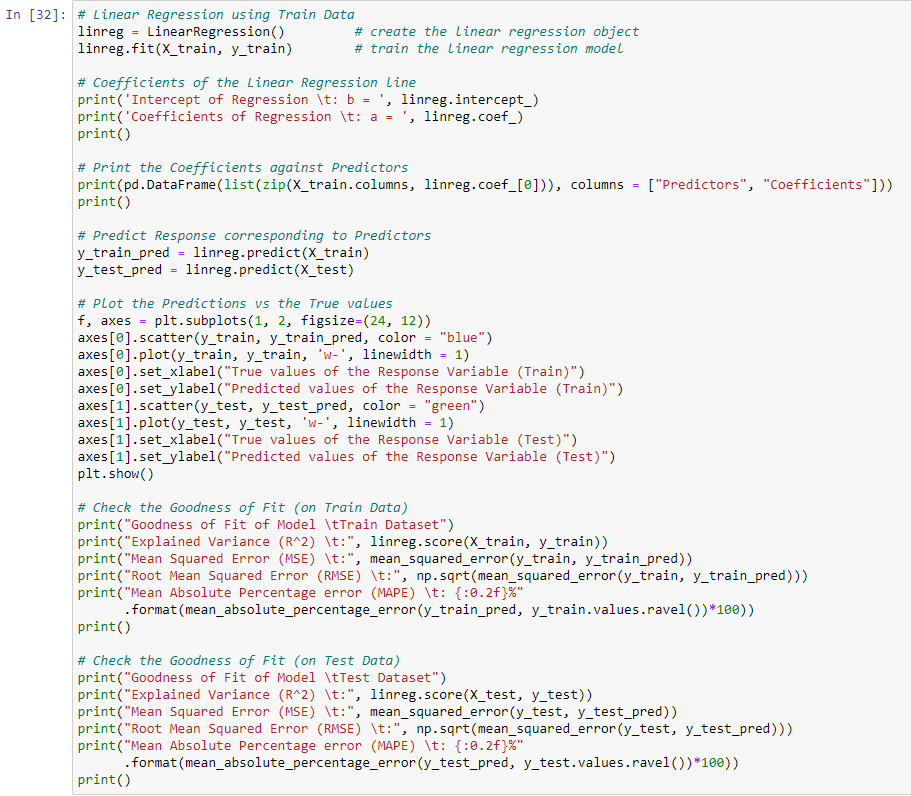 In [32]: # Linear Regression using Train Data
linreg = LinearRegression()         # create the linear regression object
linreg.fit(X_train, y_train)        # train the linear regression model

# Coefficients of the Linear Regression line
print('Intercept of Regression \t: b = ', linreg.intercept_)
print('Coefficients of Regression \t: a = ', linreg.coef_)
print()

# Print the Coefficients against Predictors
print(pd.DataFrame(list(zip(X_train.columns, linreg.coef_[0])), columns = ["Predictors", "Coefficients"]))
print()

# Predict Response corresponding to Predictors
y_train_pred = linreg.predict(X_train)
y_test_pred = linreg.predict(X_test)

# Plot the Predictions vs the True values
f, axes = plt.subplots(1, 2, figsize=(24, 12))
axes[0].scatter(y_train, y_train_pred, color = "blue")
axes[0].plot(y_train, y_train, 'w-', linewidth = 1)
axes[0].set_xlabel("True values of the Response Variable (Train)")
axes[0].set_ylabel("Predicted values of the Response Variable (Train)")
axes[1].scatter(y_test, y_test_pred, color = "green")
axes[1].plot(y_test, y_test, 'w-', linewidth = 1)
axes[1].set_xlabel("True values of the Response Variable (Test)")
axes[1].set_ylabel("Predicted values of the Response Variable (Test)")
plt.show()

# Check the Goodness of Fit (on Train Data)
print("Goodness of Fit of Model \tTrain Dataset")
print("Explained Variance (R^2) \t:", linreg.score(X_train, y_train))
print("Mean Squared Error (MSE) \t:", mean_squared_error(y_train, y_train_pred))
print("Root Mean Squared Error (RMSE) \t:", np.sqrt(mean_squared_error(y_train, y_train_pred)))
print("Mean Absolute Percentage error (MAPE) \t: {:0.2f}%"
      .format(mean_absolute_percentage_error(y_train_pred, y_train.values.ravel())*100))
print()

# Check the Goodness of Fit (on Test Data)
print("Goodness of Fit of Model \tTest Dataset")
print("Explained Variance (R^2) \t:", linreg.score(X_test, y_test))
print("Mean Squared Error (MSE) \t:", mean_squared_error(y_test, y_test_pred))
print("Root Mean Squared Error (RMSE) \t:", np.sqrt(mean_squared_error(y_test, y_test_pred)))
print("Mean Absolute Percentage error (MAPE) \t: {:0.2f}%"
      .format(mean_absolute_percentage_error(y_test_pred, y_test.values.ravel())*100))
print()